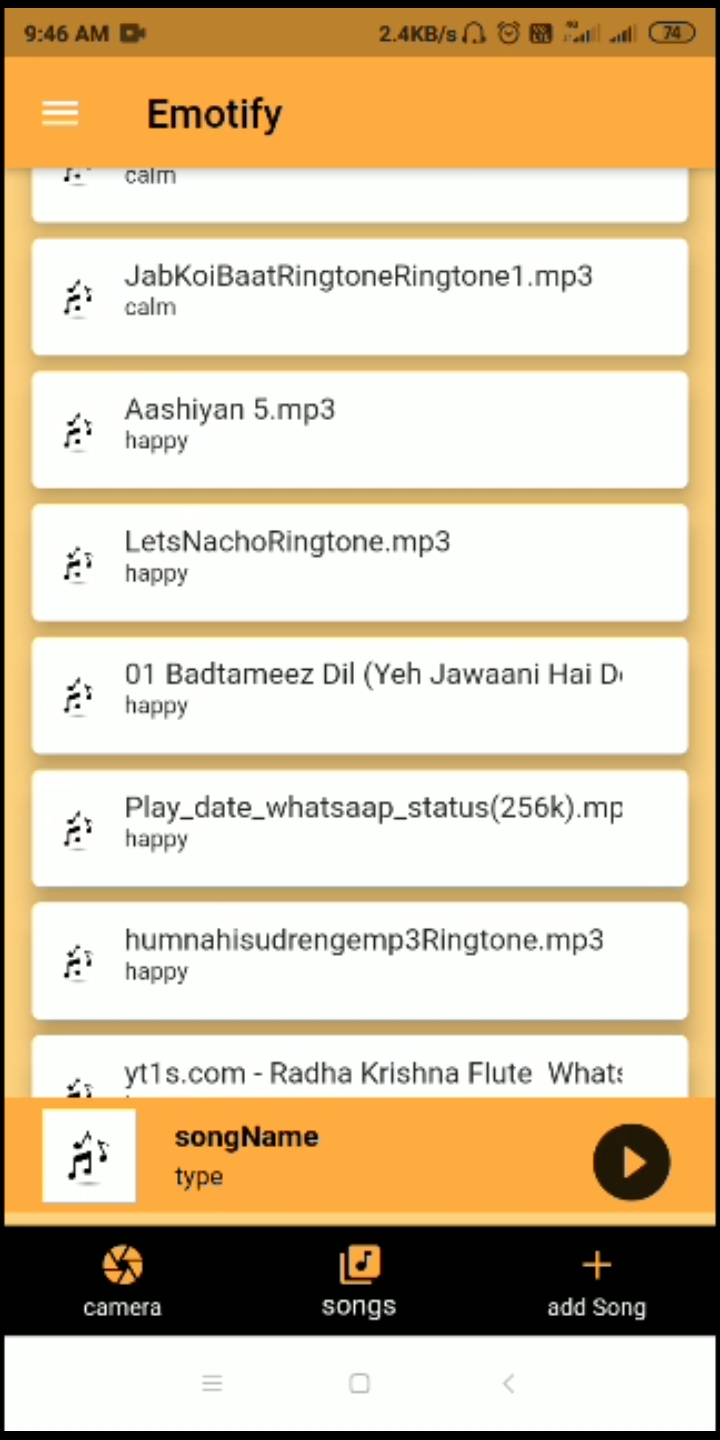 9:46 AM
2.4KB/s 74
Emotify
calm
JabKoiBaatRingtoneRingtone1.mp3
calm
Aashiyan 5.mp3
happy
LetsNachoRingtone.mp3
happy
01 Badtameez Dil (Yeh Jawaani Hai D
happy
Play_date_whatsaap_status(256k).mp
happy
humnahisudrengemp3Ringtone.mp3
happy
yt1s.com - Radha Krishna Flute Whats
songName
type
camera
songs
add Song